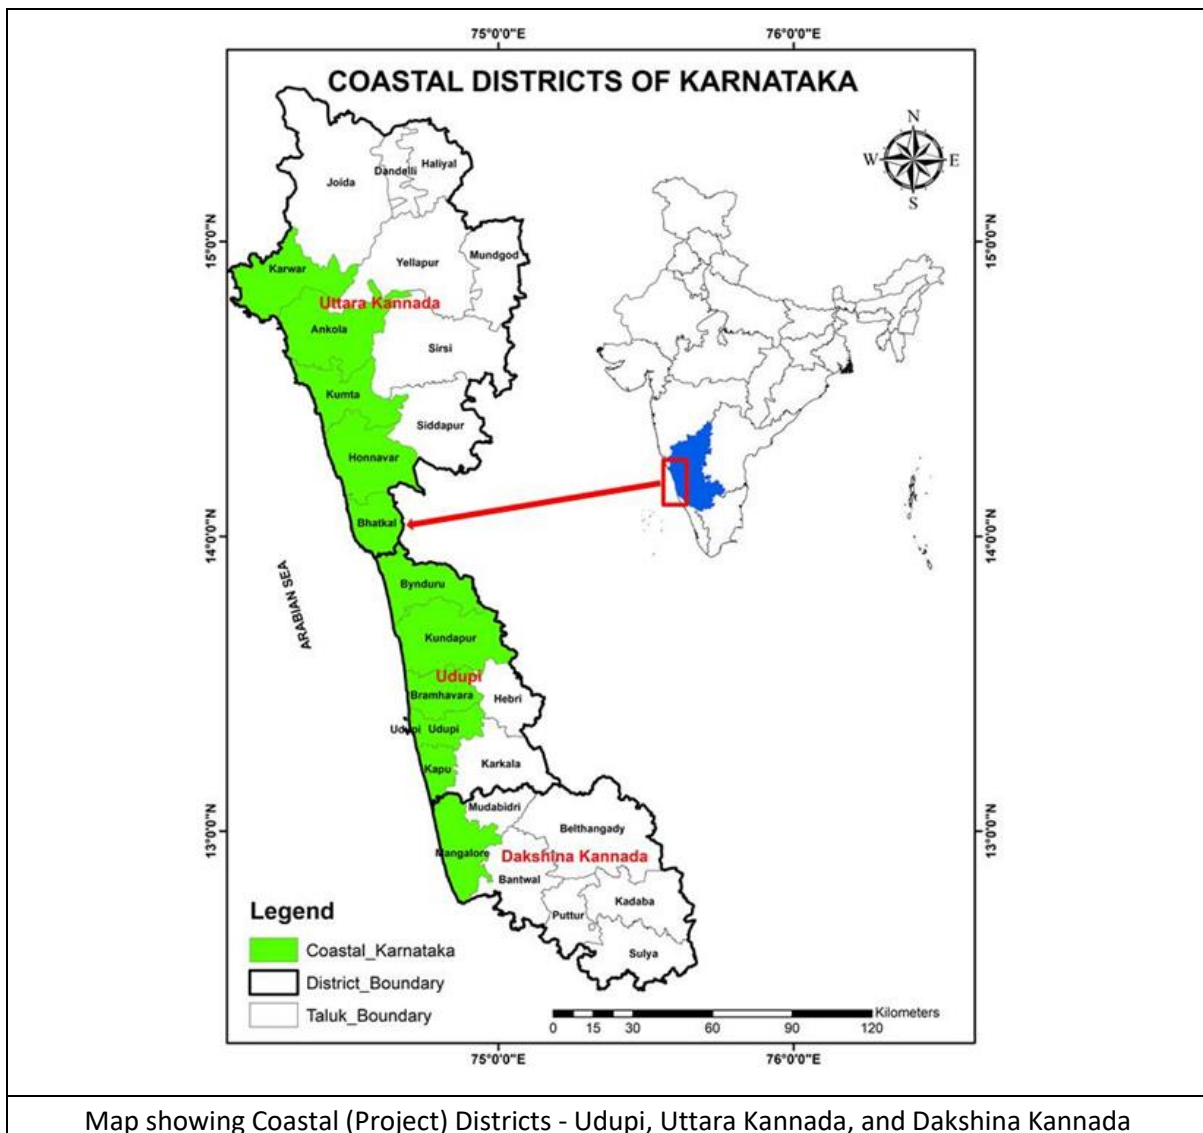 75°0'0"E 76°0'0"E
COASTAL DISTRICTS OF KARNATAKA
N
W E
S
Haliyal
Dandelli
Joida
15°0'0"N 15°0'0"N
Mundgod
Yellapur
Karwar
Uttara Kannada
Ankola
Sirsi
Kumta
Siddapur
Honnavar
Bhatkal
14°0'0"N 14°0'0"N
ARABIAN SEA
Bynduru
Kundapur
Udupi
Bramhavara
Hebri
Udupi Udupi
Karkala
Kapu
Mudabidri
Belthangady
13°0'0"N 13°0'0"N
Mangalore
Dakshina Kannada
Bantwal
Kadaba
Puttur
Sulya
Legend
Coastal_Karnataka
District_Boundary
Taluk_Boundary
Kilometers
0 15 30 60 90 120
75°0'0"E 76°0'0"E
Map showing Coastal (Project) Districts - Udupi, Uttara Kannada, and Dakshina Kannada